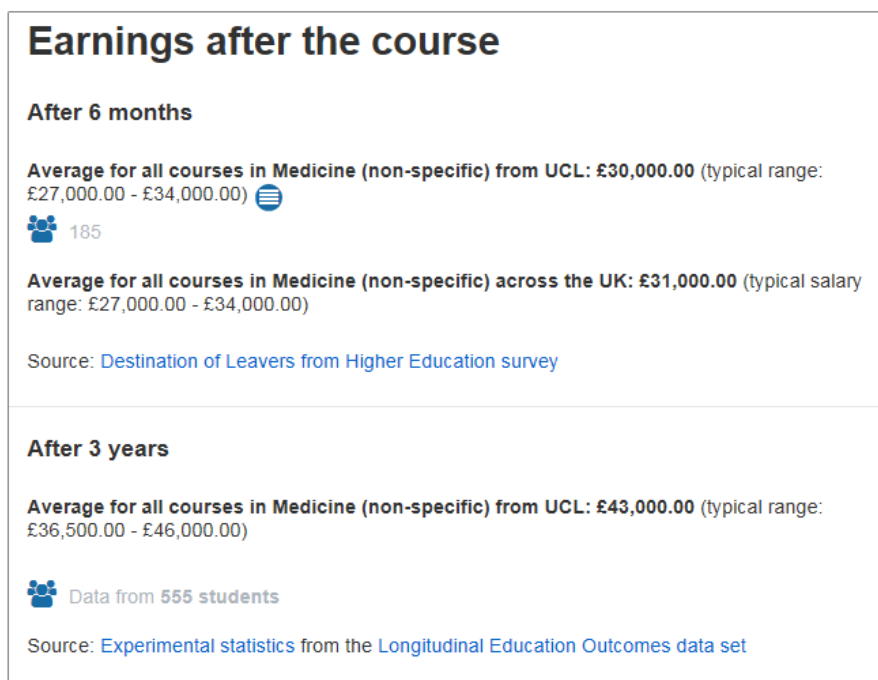 Earnings after the course
After 6 months
Average for all courses in Medicine (non-specific) from UCL: £30,000.00 (typical range:
£27,000.00 - £34,000.00)
185
Average for all courses in Medicine (non-specific) across the UK: £31,000.00 (typical salary
range: £27,000.00 - £34,000.00)
Source: Destination of Leavers from Higher Education survey
After 3 years
Average for all courses in Medicine (non-specific) from UCL: £43,000.00 (typical range:
£36,500.00 - £46,000.00)
Data from 555 students
Source: Experimental statistics from the Longitudinal Education Outcomes data set